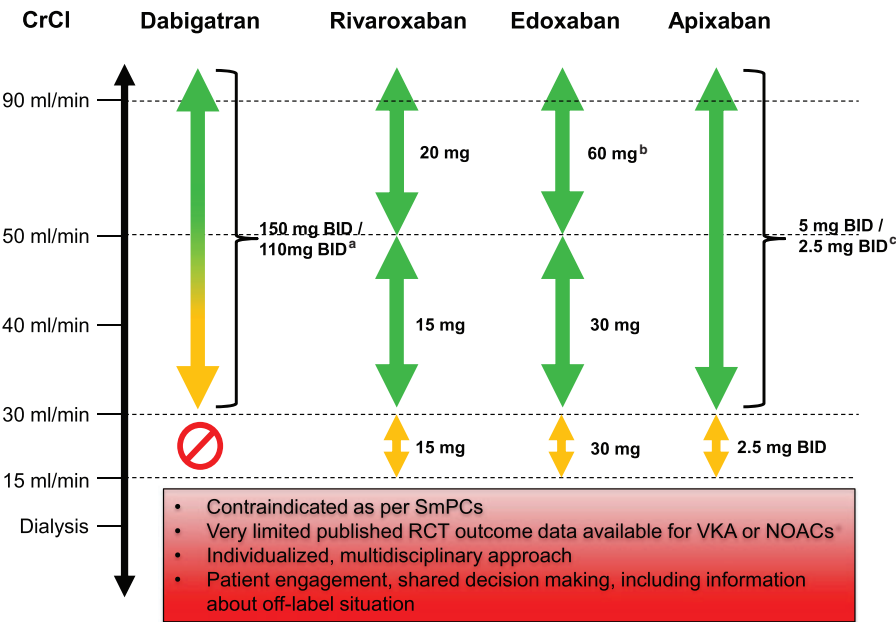 CrCl Dabigatran Rivaroxaban Edoxaban Apixaban
90 ml/min
20 mg
60 mg b
150 mg BID /
110mg BID a
5 mg BID /
2.5 mg BID c
50 ml/min
40 ml/min
15 mg
30 mg
30 ml/min
15 mg
30 mg
2.5 mg BID
15 ml/min
Dialysis
• Contraindicated as per SmPCs
• Very limited published RCT outcome data available for VKA or NOACs
• Individualized, multidisciplinary approach
• Patient engagement, shared decision making, including information
about off-label situation